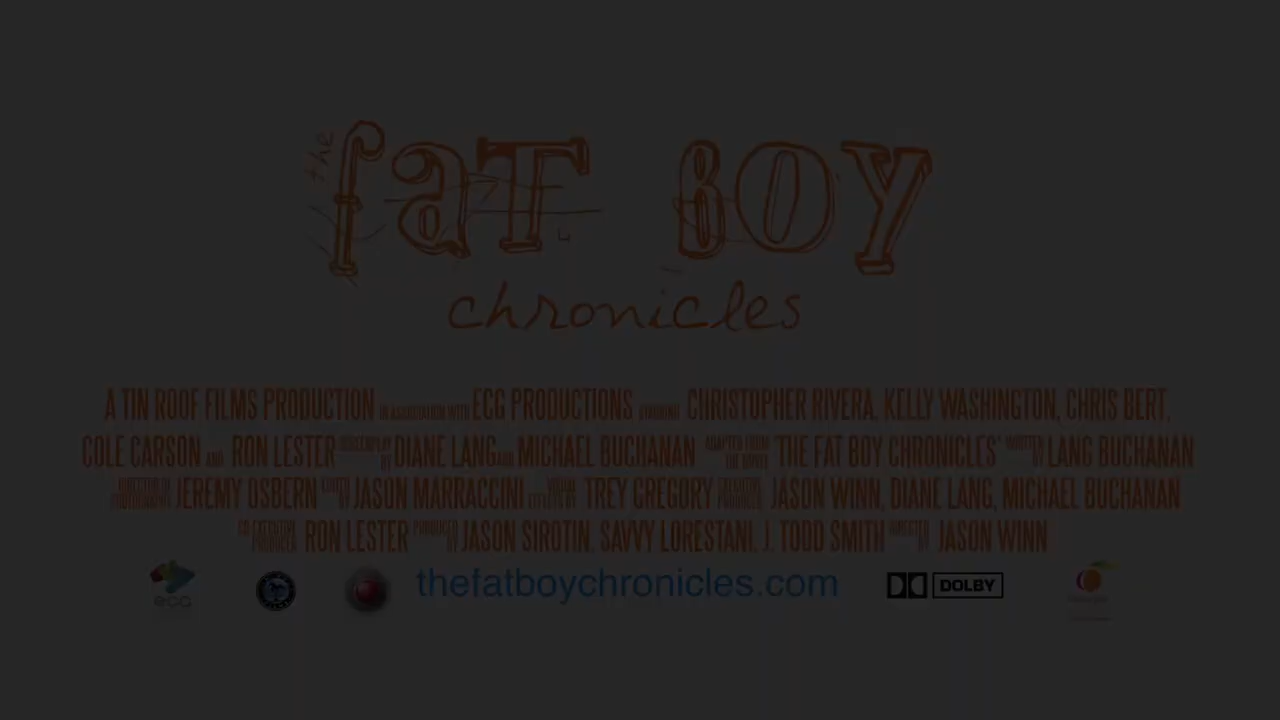 the
faT BOY
chronicles
A TIN ROOF FILMS PRODUCTION IN ASSOCIATION WITH ECG PRODUCTIONS STARRING CHRISTOPHER RIVERA, KELLY WASHINGTON, CHRIS BERT,
COLE CARSON AND RON LESTER BY DIANE LANG AND MICHAEL BUCHANAN ADAPTED FROM THE NOVEL 'THE FAT BOY CHRONICLES' WRITTEN BY LANG BUCHANAN
DIRECTOR OF PHOTOGRAPHY JEREMY OSBERN EDITED BY JASON MARRACCINI TREY GREGORY EXECUTIVE PRODUCER JASON WINN, DIANE LANG, MICHAEL BUCHANAN
CO-EXECUTIVE PRODUCER RON LESTER PRODUCED BY JASON SIROTIN, SAVVY LORESTANI, J. TODD SMITH DIRECTED BY JASON WINN
ecg thefatboychronicles.com DOLBY